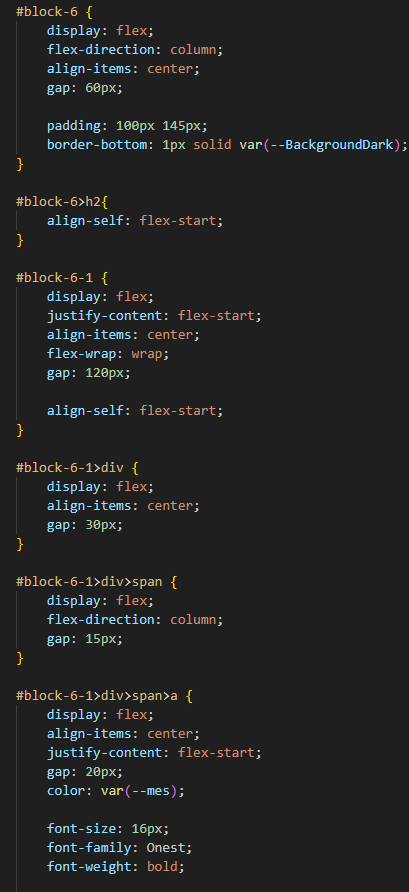 #block-6 {
    display: flex;
    flex-direction: column;
    align-items: center;
    gap: 60px;

    padding: 100px 145px;
    border-bottom: 1px solid var(--BackgroundDark);
}

#block-6>h2{
    align-self: flex-start;
}

#block-6-1 {
    display: flex;
    justify-content: flex-start;
    align-items: center;
    flex-wrap: wrap;
    gap: 120px;

    align-self: flex-start;
}

#block-6-1>div {
    display: flex;
    align-items: center;
    gap: 30px;
}

#block-6-1>div>span {
    display: flex;
    flex-direction: column;
    gap: 15px;
}

#block-6-1>div>span>a {
    display: flex;
    align-items: center;
    justify-content: flex-start;
    gap: 20px;
    color: var(--mes);

    font-size: 16px;
    font-family: Onest;
    font-weight: bold;